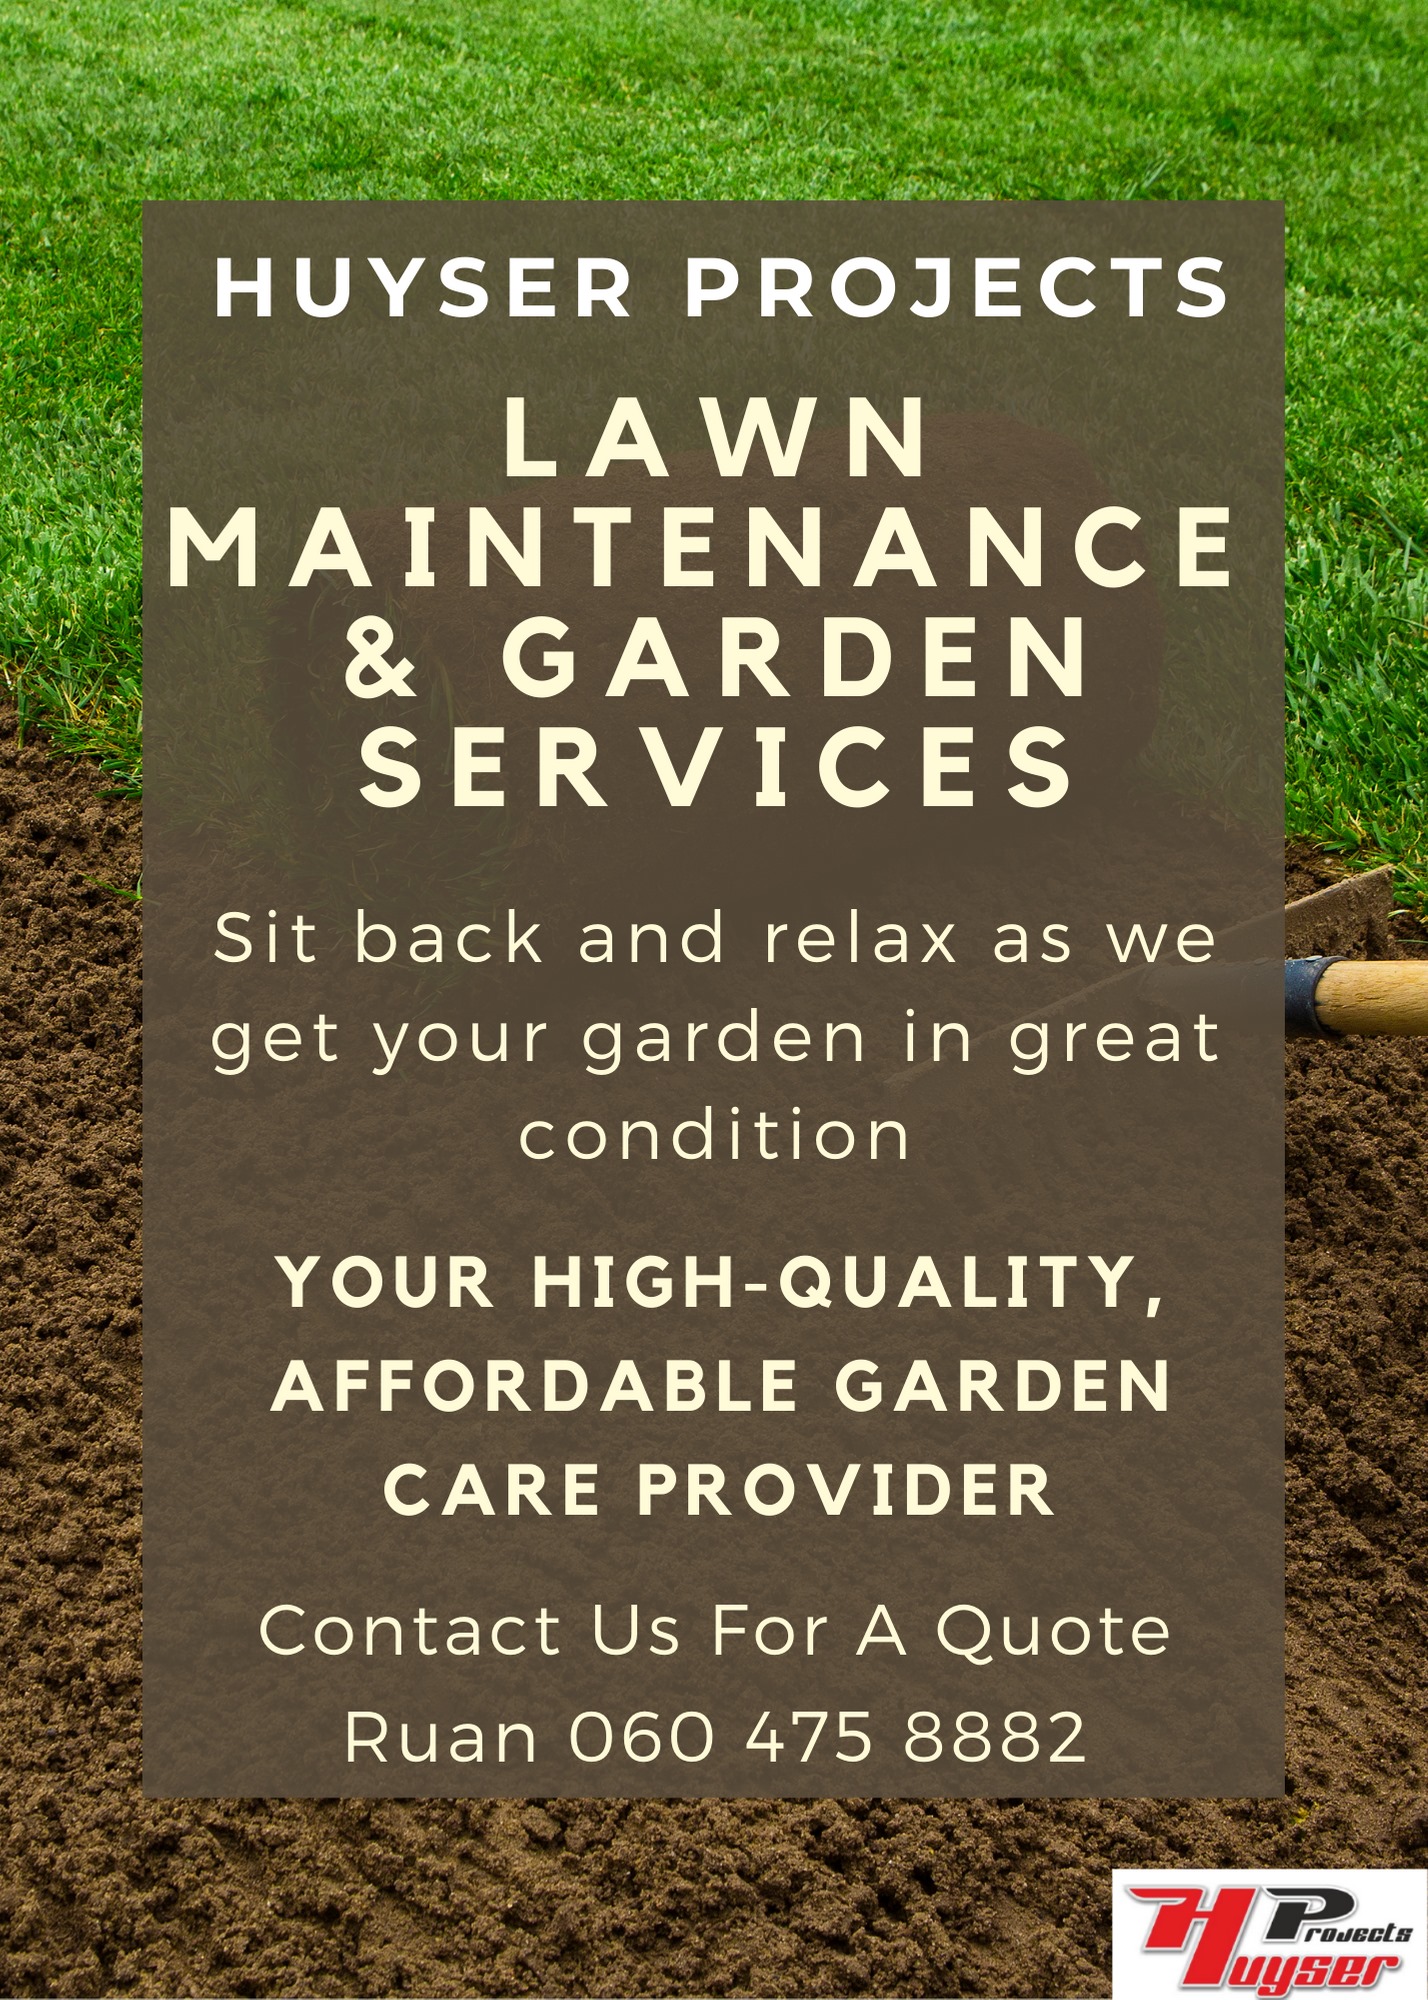 HUYSER PROJECTS
LAWN
MAINTENANCE
& GARDEN
SERVICES
Sit back and relax as we
get your garden in great
condition
YOUR HIGH-QUALITY,
AFFORDABLE GARDEN
CARE PROVIDER
Contact Us For A Quote
Ruan 060 475 8882
Huyser Projects